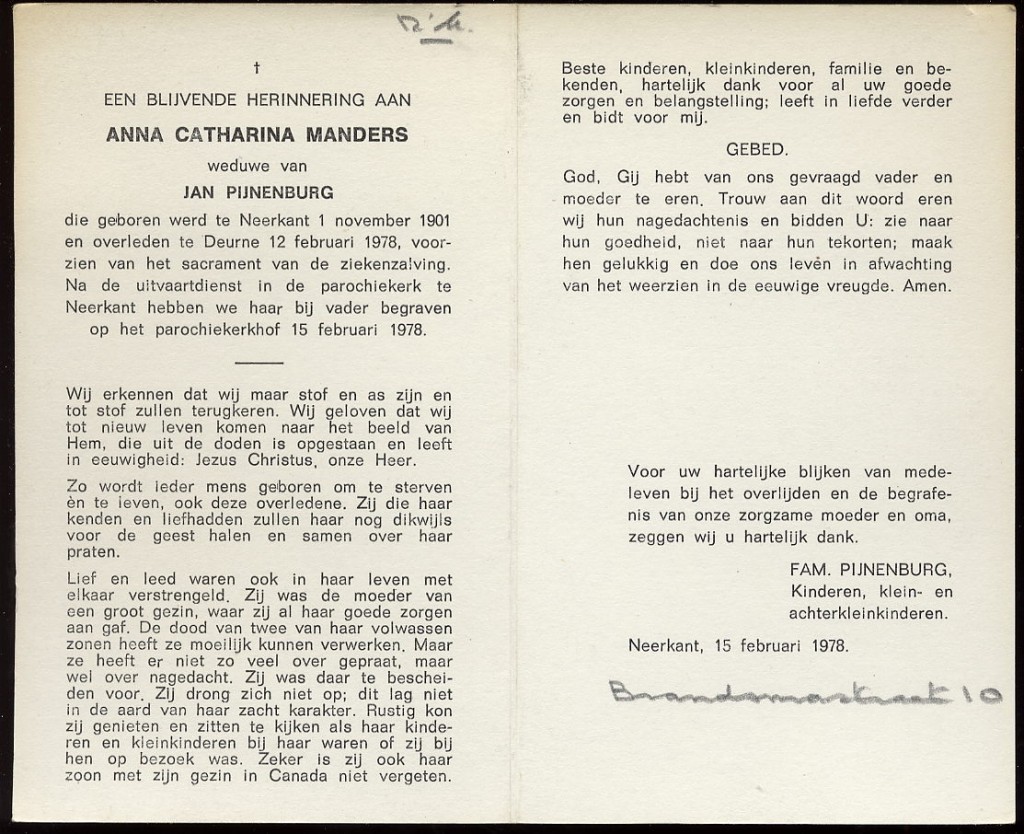 †
EEN BLIJVENDE HERINNERING AAN
ANNA CATHARINA MANDERS
weduwe van
JAN PIJNENBURG
die geboren werd te Neerkant 1 november 1901
en overleden te Deurne 12 februari 1978, voor-
zien van het sacrament van de ziekenzalving.
Na de uitvaartdienst in de parochiekerk te
Neerkant hebben we haar bij vader begraven
op het parochiekerkhof 15 februari 1978.
Wij erkennen dat wij maar stof en as zijn en
tot stof zullen terugkeren. Wij geloven dat wij
tot nieuw leven komen naar het beeld van
Hem, die uit de doden is opgestaan en leeft
in eeuwigheid: Jezus Christus, onze Heer.
Zo wordt ieder mens geboren om te sterven
èn te leven, ook deze overledene. Zij die haar
kenden en liefhadden zullen haar nog dikwijls
voor de geest halen en samen over haar
praten.
Lief en leed waren ook in haar leven met
elkaar verstrengeld. Zij was de moeder van
een groot gezin, waar zij al haar goede zorgen
aan gaf. De dood van twee van haar volwassen
zonen heeft ze moeilijk kunnen verwerken. Maar
ze heeft er niet zo veel over gepraat, maar
wel over nagedacht. Zij was daar te beschei-
den voor. Zij drong zich niet op; dit lag niet
in de aard van haar zacht karakter. Rustig kon
zij genieten en zitten te kijken als haar kinde-
ren en kleinkinderen bij haar waren of zij bij
hen op bezoek was. Zeker is zij ook haar
zoon met zijn gezin in Canada niet vergeten.
Beste kinderen, kleinkinderen, familie en be-
kenden, hartelijk dank voor al uw goede
zorgen en belangstelling; leeft in liefde verder
en bidt voor mij.
GEBED.
God, Gij hebt van ons gevraagd vader en
moeder te eren. Trouw aan dit woord eren
wij hun nagedachtenis en bidden U: zie naar
hun goedheid, niet naar hun tekorten; maak
hen gelukkig en doe ons levèn in afwachting
van het weerzien in de eeuwige vreugde. Amen.
Voor uw hartelijke blijken van mede-
leven bij het overlijden en de begrafe-
nis van onze zorgzame moeder en oma,
zeggen wij u hartelijk dank.
FAM. PIJNENBURG,
Kinderen, klein- en
achterkleinkinderen.
Neerkant, 15 februari 1978.
Brandsmastraat 10